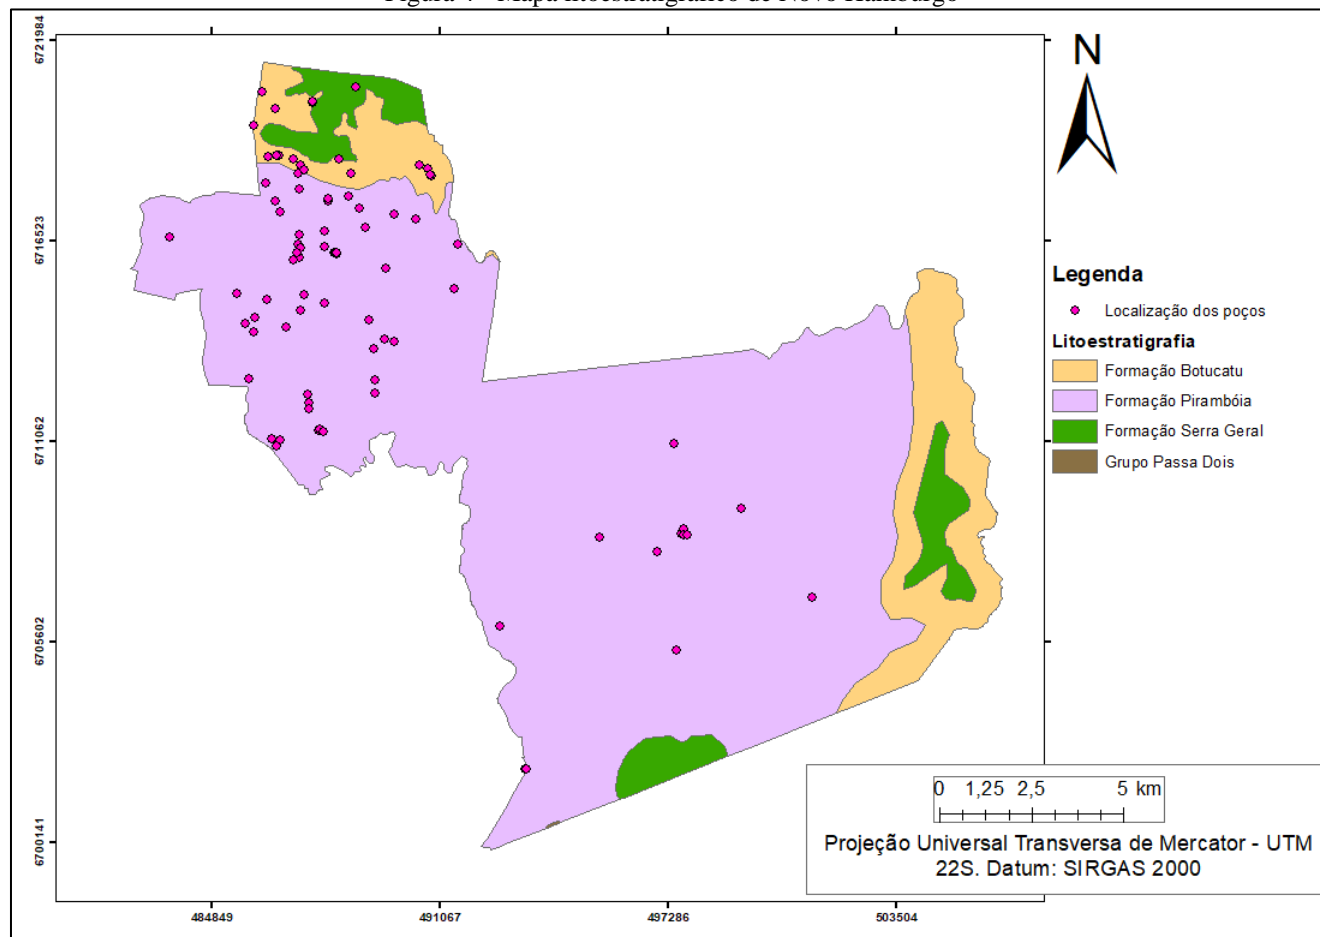 6721984
6716523
6711062
6705602
6700141
484849
491067
497286
503504
N
Legenda
Localização dos poços
Litoestratigrafia
Formação Botucatu
Formação Pirambóia
Formação Serra Geral
Grupo Passa Dois
0 1,25 2,5 5 km
Projeção Universal Transversa de Mercator - UTM
22S. Datum: SIRGAS 2000